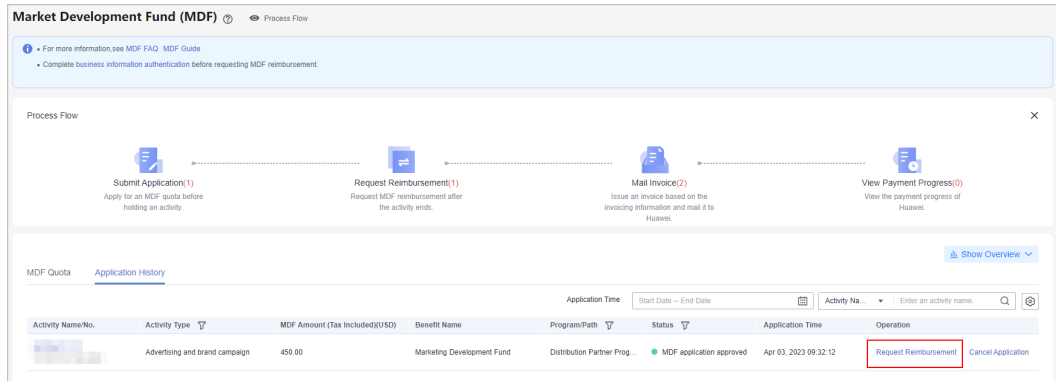 Market Development Fund (MDF) Process Flow
• For more information,see MDF FAQ MDF Guide
• Complete business information authentication before requesting MDF reimbursement.
Process Flow
Submit Application(1)
Apply for an MDF quota before
holding an activity.
Request Reimbursement(1)
Request MDF reimbursement after
the activity ends.
Mail Invoice(2)
Issue an invoice based on the
invoicing information and mail it to
Huawei.
View Payment Progress(0)
View the payment progress of
Huawei.
Show Overview
MDF Quota Application History
Application Time Start Date – End Date Activity Na... Enter an activity name.
Activity Name/No. Activity Type MDF Amount (Tax Included)(USD) Benefit Name Program/Path Status Application Time Operation
Advertising and brand campaign 450.00 Marketing Development Fund Distribution Partner Prog... MDF application approved Apr 03, 2023 09:32:12 Request Reimbursement Cancel Application